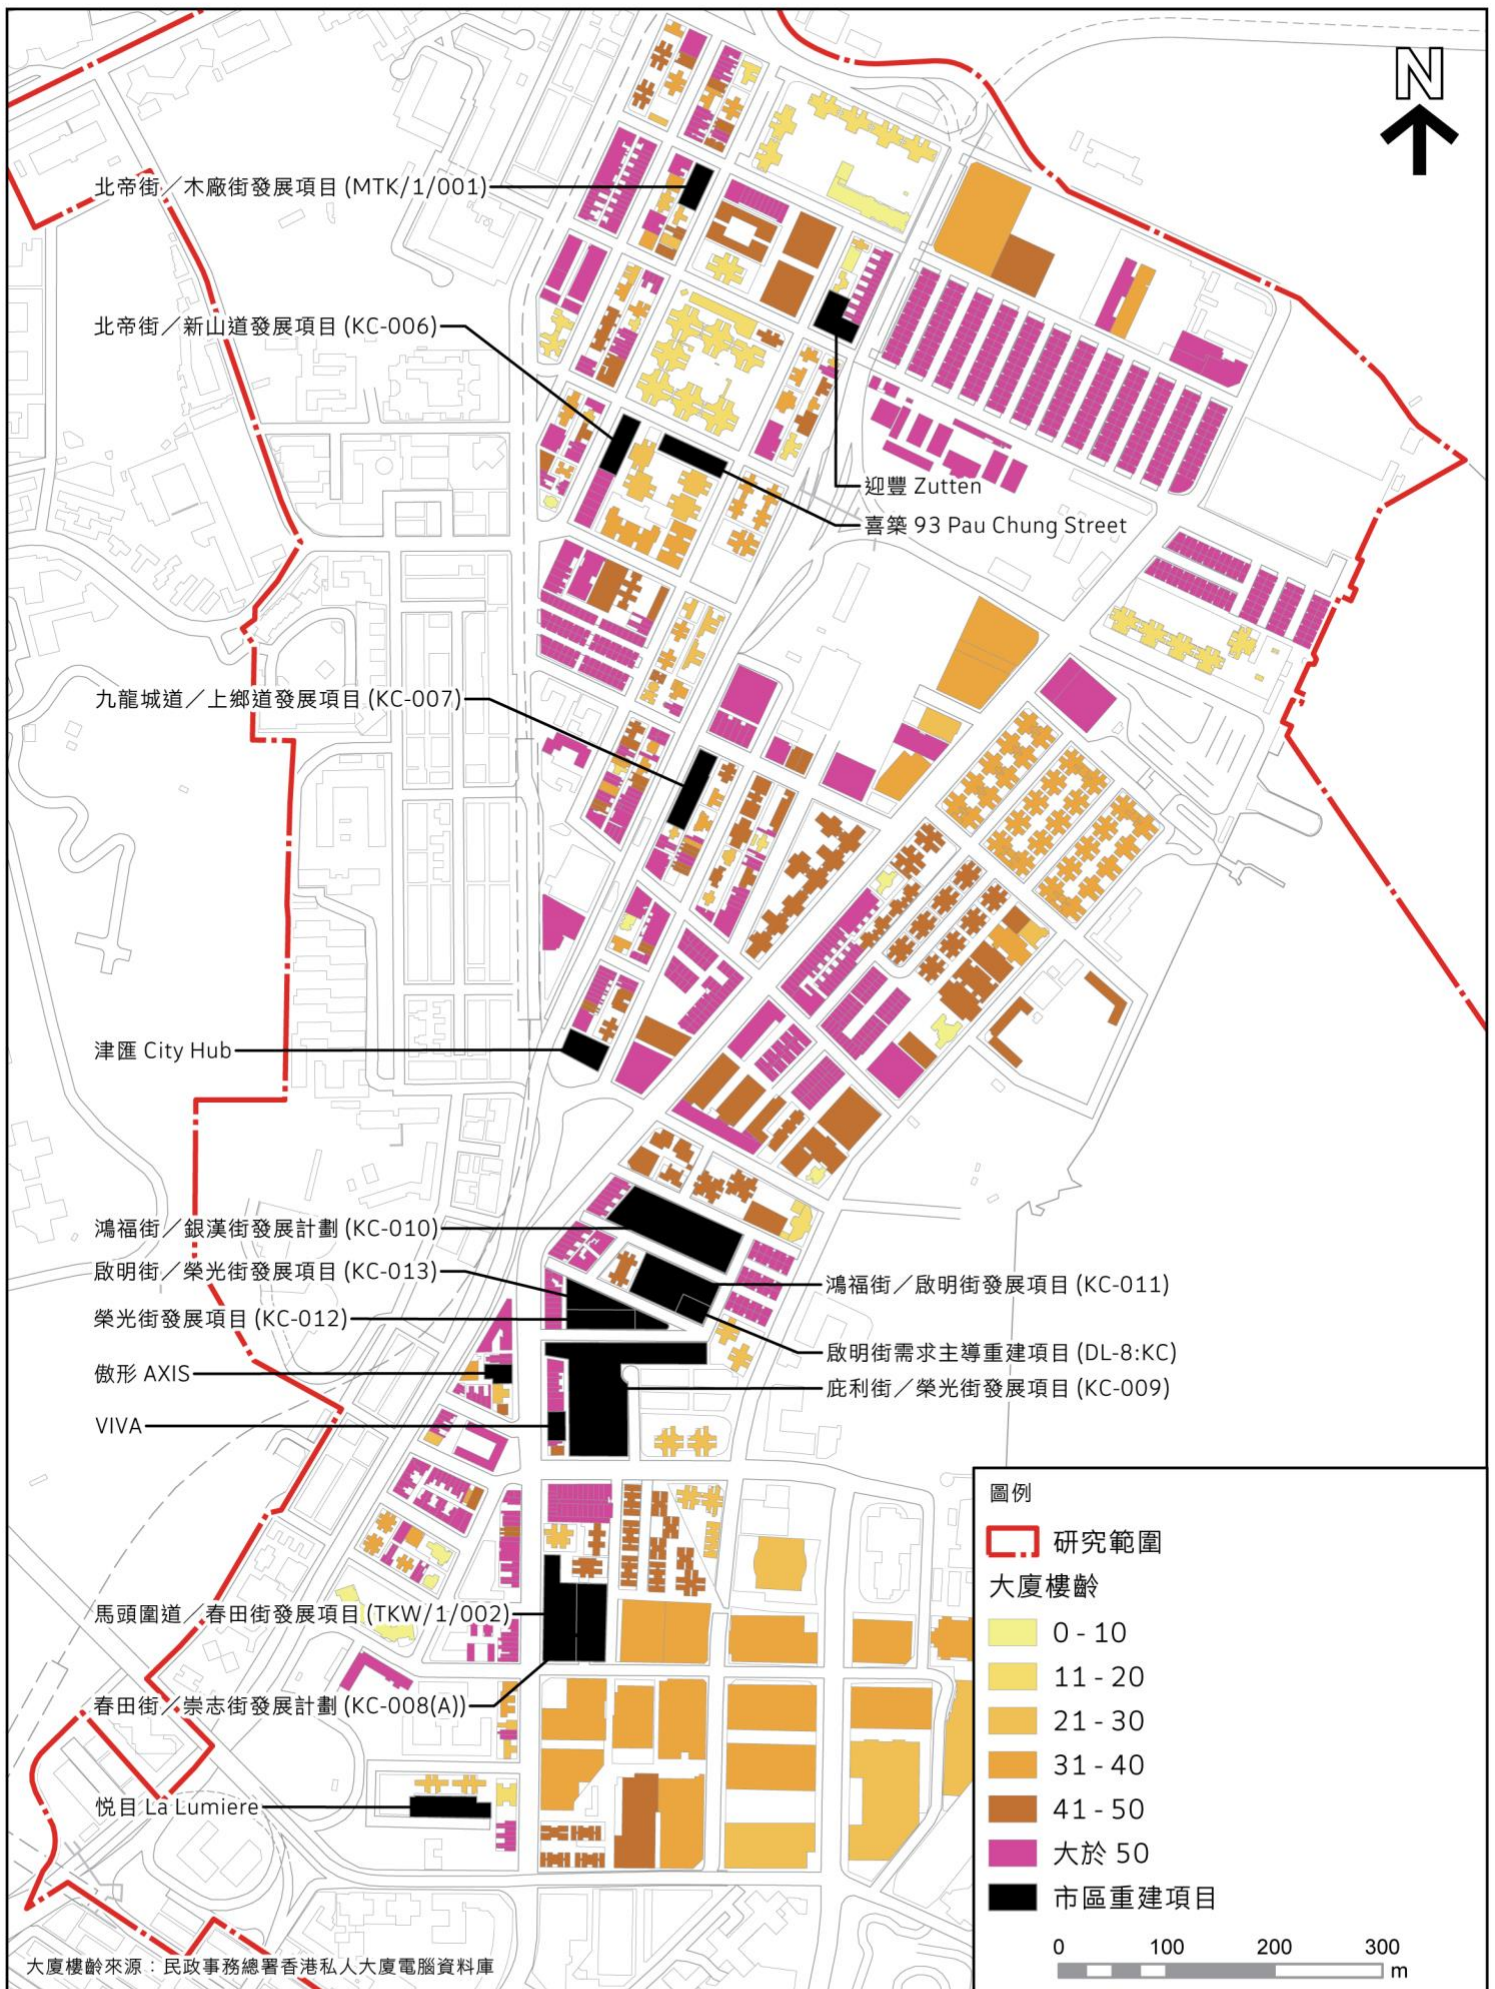 N
北帝街／木廠街發展項目 (MTK/1/001)
北帝街／新山道發展項目 (KC-006)
迎豐 Zutten
喜築 93 Pau Chung Street
九龍城道／上鄉道發展項目 (KC-007)
津匯 City Hub
鴻福街／銀漢街發展計劃 (KC-010)
啟明街／榮光街發展項目 (KC-013)
鴻福街／啟明街發展項目 (KC-011)
榮光街發展項目 (KC-012)
啟明街需求主導重建項目 (DL-8:KC)
傲形 AXIS
庇利街／榮光街發展項目 (KC-009)
VIVA
馬頭圍道／春田街發展項目 (TKW/1/002)
春田街／崇志街發展計劃 (KC-008(A))
悦目 La Lumiere
圖例
研究範圍
大廈樓齡
0 - 10
11 - 20
21 - 30
31 - 40
41 - 50
大於 50
市區重建項目
0 100 200 300
m
大廈樓齡來源：民政事務總署香港私人大廈電腦資料庫